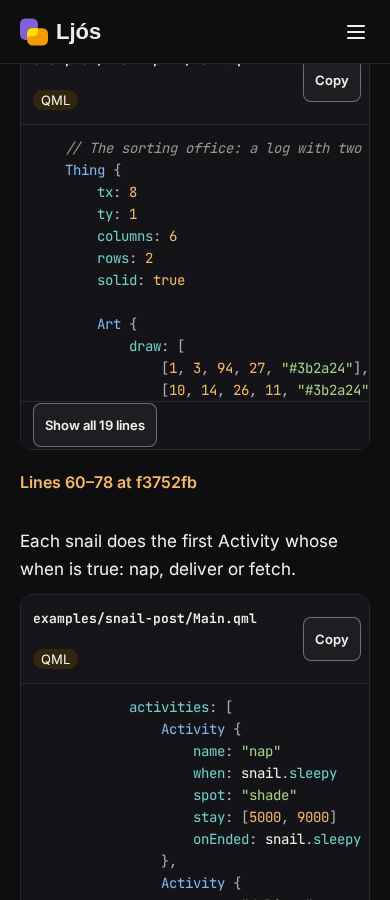 Ljós
Copy
QML
// The sorting office: a log with two
Thing {
tx: 8
ty: 1
columns: 6
rows: 2
solid: true
Art {
draw: [
[1, 3, 94, 27, "#3b2a24"],
[10, 14, 26, 11, "#3b2a24"
Show all 19 lines
Lines 60–78 at f3752fb
Each snail does the first Activity whose
when is true: nap, deliver or fetch.
examples/snail-post/Main.qml
Copy
QML
activities: [
Activity {
name: "nap"
when: snail.sleepy
spot: "shade"
stay: [5000, 9000]
onEnded: snail.sleepy
},
Activity {